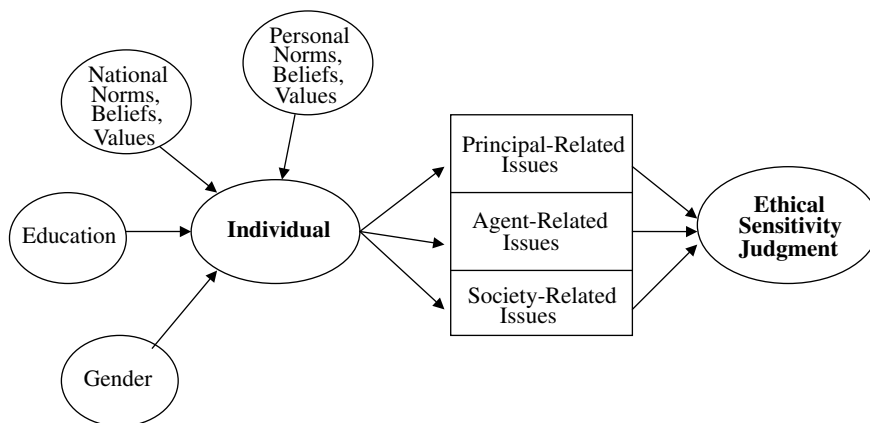 National
Norms,
Beliefs,
Values
Personal
Norms,
Beliefs,
Values
Education
Gender
Individual
Principal-Related
Issues
Agent-Related
Issues
Society-Related
Issues
Ethical
Sensitivity
Judgment